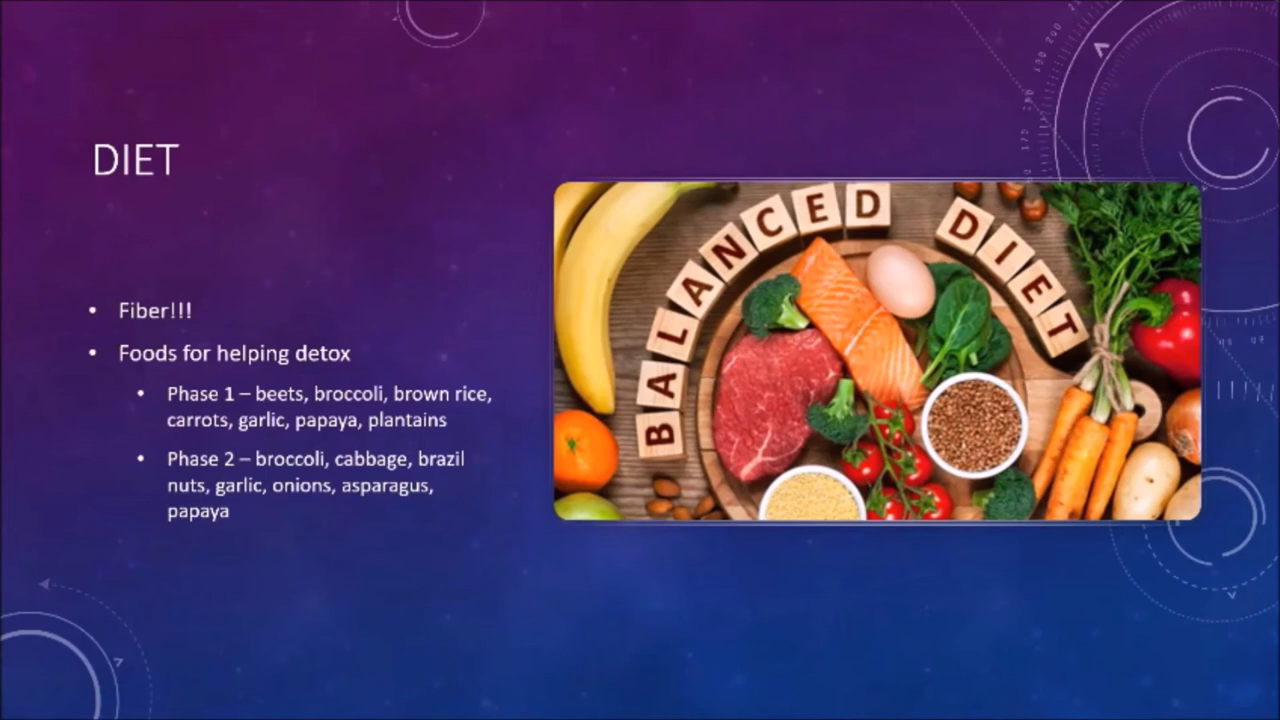 DIET
• Fiber!!!
• Foods for helping detox
• Phase 1 – beets, broccoli, brown rice,
carrots, garlic, papaya, plantains
• Phase 2 – broccoli, cabbage, brazil
nuts, garlic, onions, asparagus,
papaya
BALANCED DIET